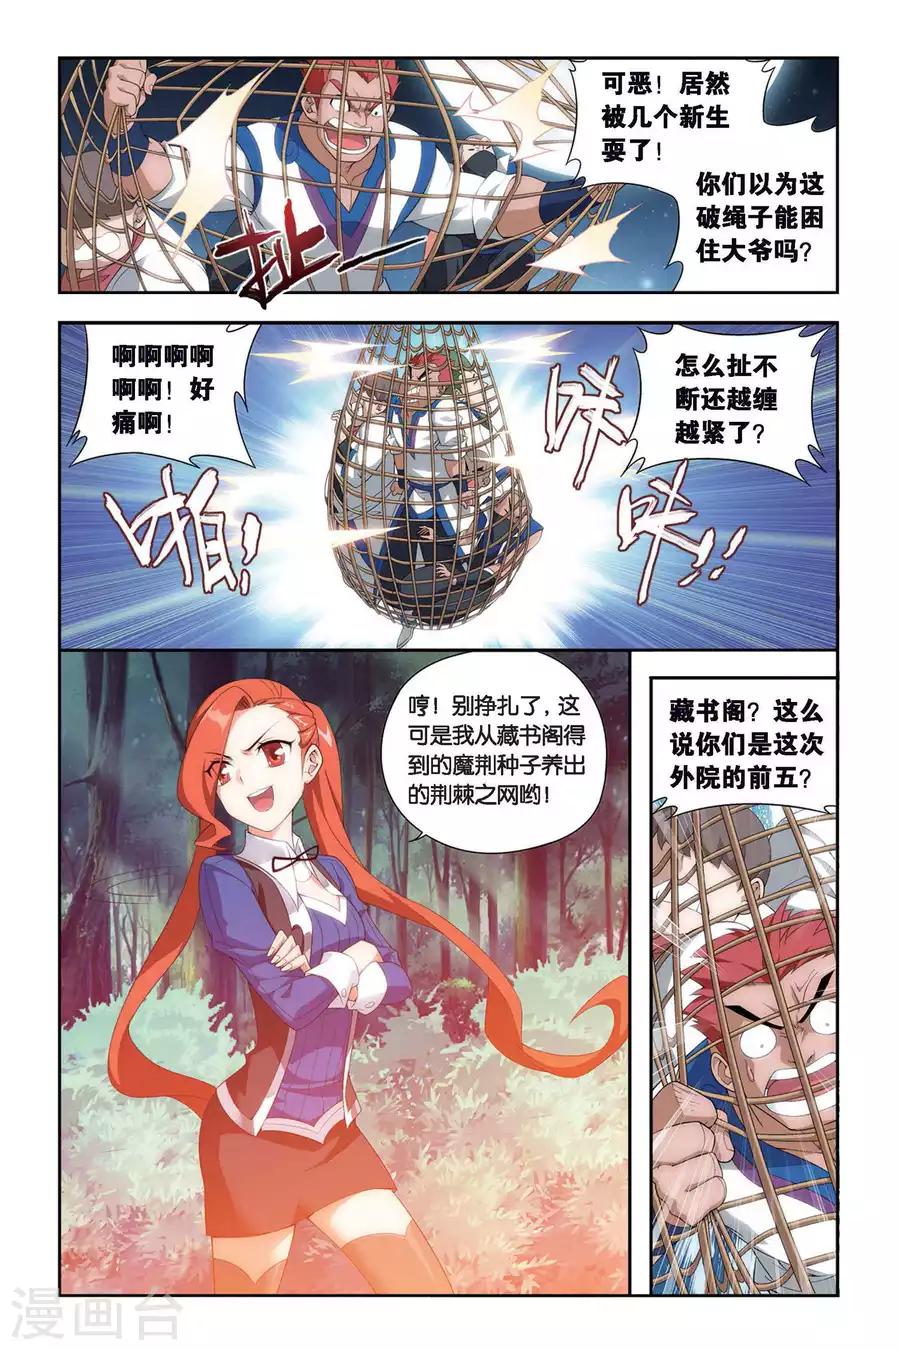 可恶！居然
被几个新生
耍了！
你们以为这
破绳子能困
住大爷吗？
扯—
啊啊啊啊
啊啊！好
痛啊！
怎么扯不
断还越缠
越紧了？
咔
啪！！
咔！！
哼！别挣扎了，这
可是我从藏书阁得
到的魔荆种子养出
的荆棘之网哟！
藏书阁？这么
说你们是这次
外院的前五？
漫画台